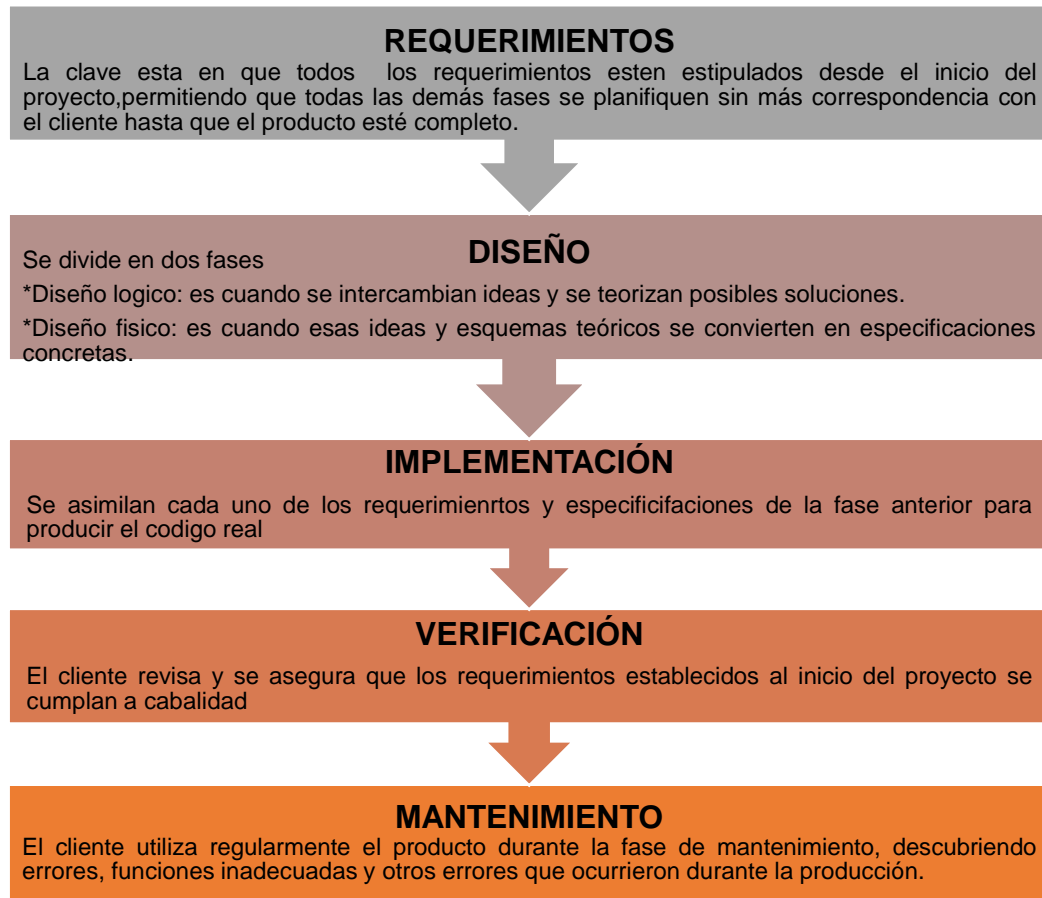 REQUERIMIENTOS
La clave esta en que todos los requerimientos esten estipulados desde el inicio del
proyecto,permitiendo que todas las demás fases se planifiquen sin más correspondencia con
el cliente hasta que el producto esté completo.
DISEÑO
Se divide en dos fases
*Diseño logico: es cuando se intercambian ideas y se teorizan posibles soluciones.
*Diseño fisico: es cuando esas ideas y esquemas teóricos se convierten en especificaciones
concretas.
IMPLEMENTACIÓN
Se asimilan cada uno de los requerimienrtos y especificifaciones de la fase anterior para
producir el codigo real
VERIFICACIÓN
El cliente revisa y se asegura que los requerimientos establecidos al inicio del proyecto se
cumplan a cabalidad
MANTENIMIENTO
El cliente utiliza regularmente el producto durante la fase de mantenimiento, descubriendo
errores, funciones inadecuadas y otros errores que ocurrieron durante la producción.